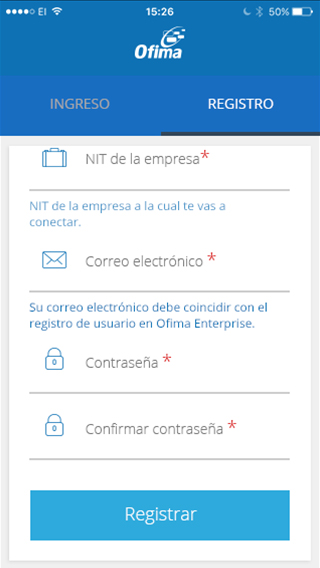 EI 15:26 50%
Ofima
INGRESO REGISTRO
NIT de la empresa*
NIT de la empresa a la cual te vas a
conectar.
Correo electrónico *
Su correo electrónico debe coincidir con el
registro de usuario en Ofima Enterprise.
Contraseña *
Confirmar contraseña *
Registrar